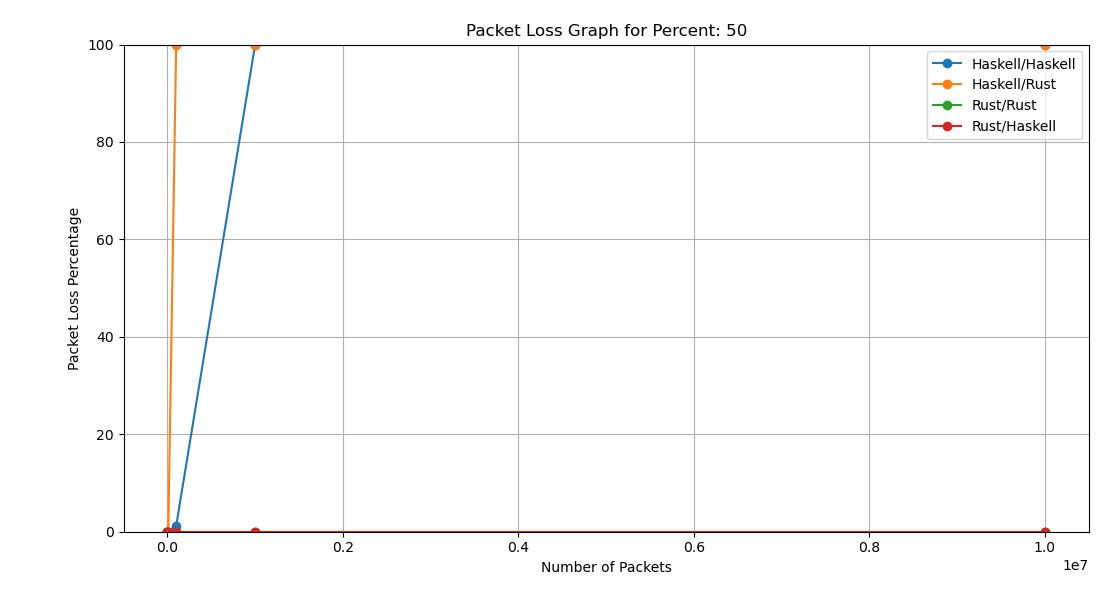 Packet Loss Graph for Percent: 50
100
80
60
40
20
0
Packet Loss Percentage
Haskell/Haskell
Haskell/Rust
Rust/Rust
Rust/Haskell
0.0 0.2 0.4 0.6 0.8 1.0
1e7
Number of Packets